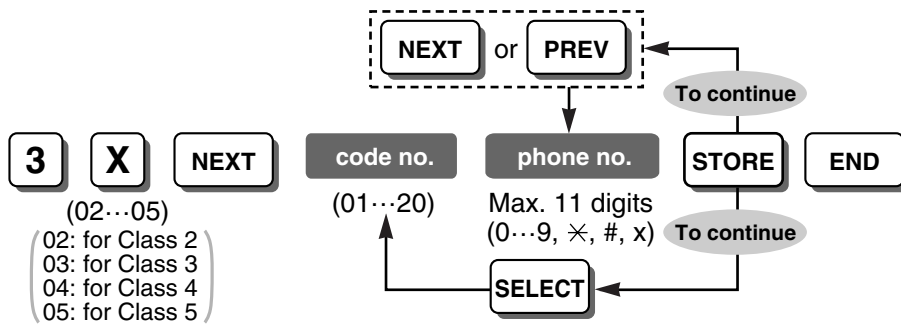 NEXT or PREV
To continue
3 X NEXT code no. phone no. STORE END
(02···05) (01···20) Max. 11 digits
(0···9, ✳, #, x) To continue
02: for Class 2
03: for Class 3
04: for Class 4
05: for Class 5
SELECT